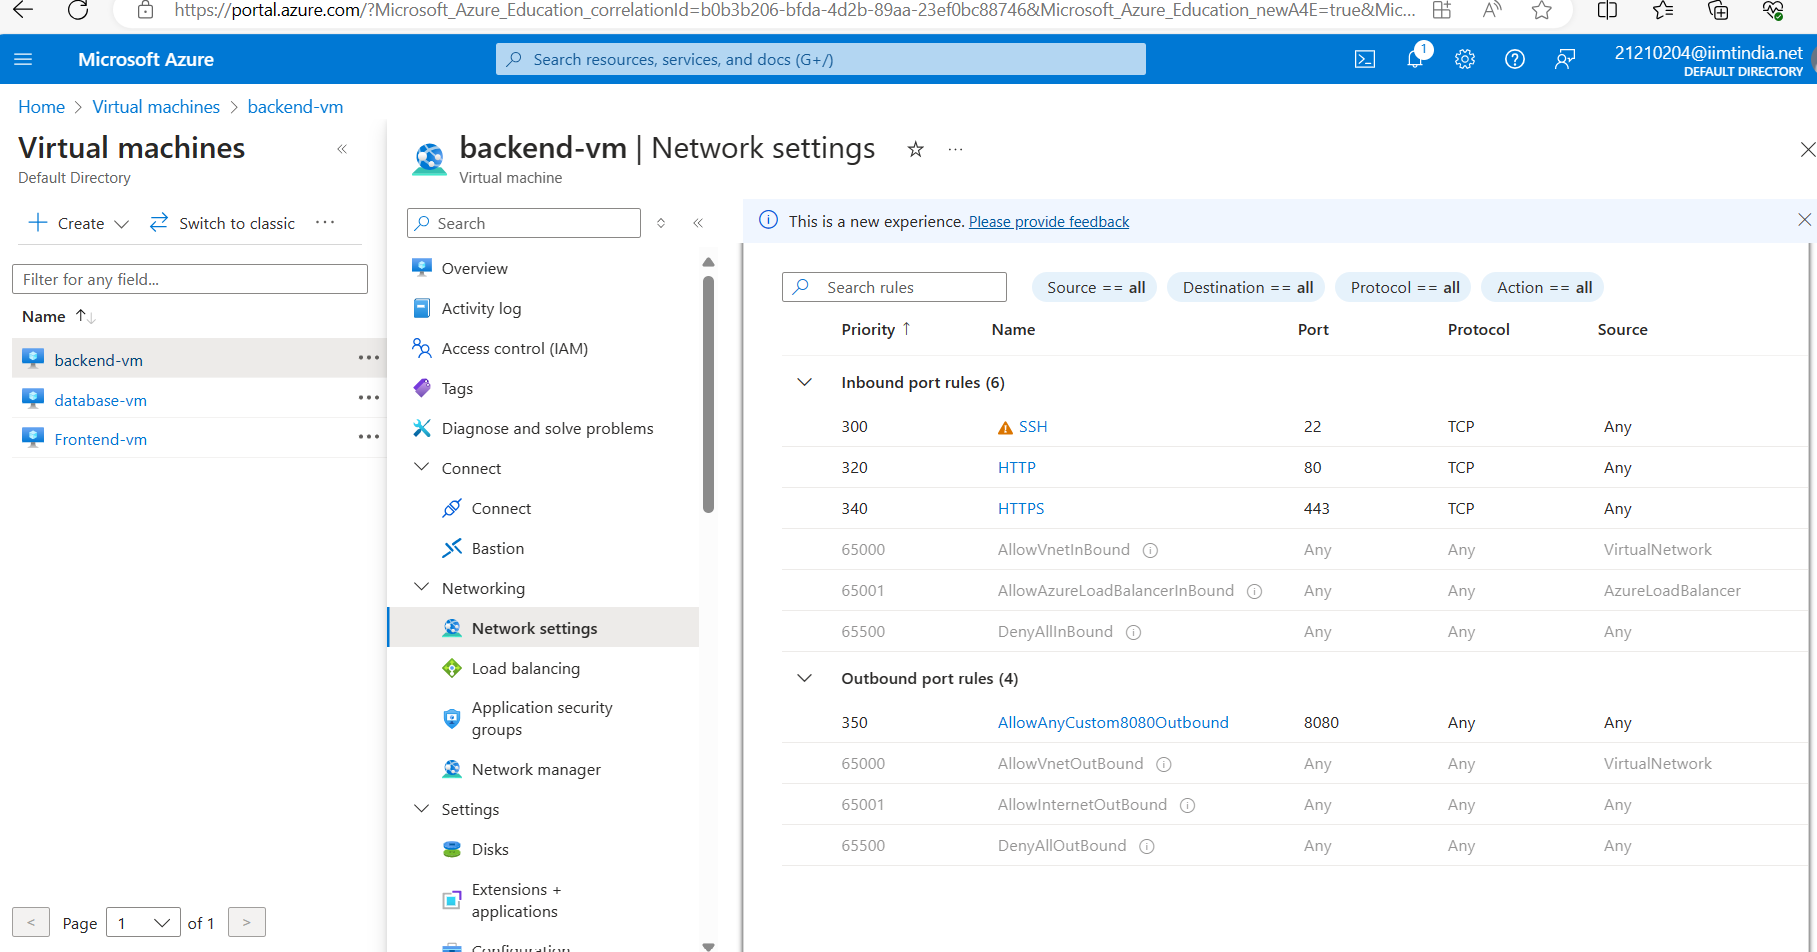 https://portal.azure.com/?Microsoft_Azure_Education_correlationId=b0b3b206-bfda-4d2b-89aa-23ef0bc88746&Microsoft_Azure_Education_newA4E=true&Mic...
Microsoft Azure
Search resources, services, and docs (G+/)
1
21210204@iimtindia.net
DEFAULT DIRECTORY
Home > Virtual machines > backend-vm
Virtual machines
Default Directory
Create
Switch to classic
Filter for any field...
Name
backend-vm
database-vm
Frontend-vm
< Page 1 of 1 >
backend-vm | Network settings
Virtual machine
Search
Overview
Activity log
Access control (IAM)
Tags
Diagnose and solve problems
Connect
Connect
Bastion
Networking
Network settings
Load balancing
Application security
groups
Network manager
Settings
Disks
Extensions +
applications
Configuration
This is a new experience. Please provide feedback
Search rules
Source == all
Destination == all
Protocol == all
Action == all
Priority Name Port Protocol Source
Inbound port rules (6)
300 SSH 22 TCP Any
320 HTTP 80 TCP Any
340 HTTPS 443 TCP Any
65000 AllowVnetInBound Any Any VirtualNetwork
65001 AllowAzureLoadBalancerInBound Any Any AzureLoadBalancer
65500 DenyAllInBound Any Any Any
Outbound port rules (4)
350 AllowAnyCustom8080Outbound 8080 Any Any
65000 AllowVnetOutBound Any Any VirtualNetwork
65001 AllowInternetOutBound Any Any Any
65500 DenyAllOutBound Any Any Any